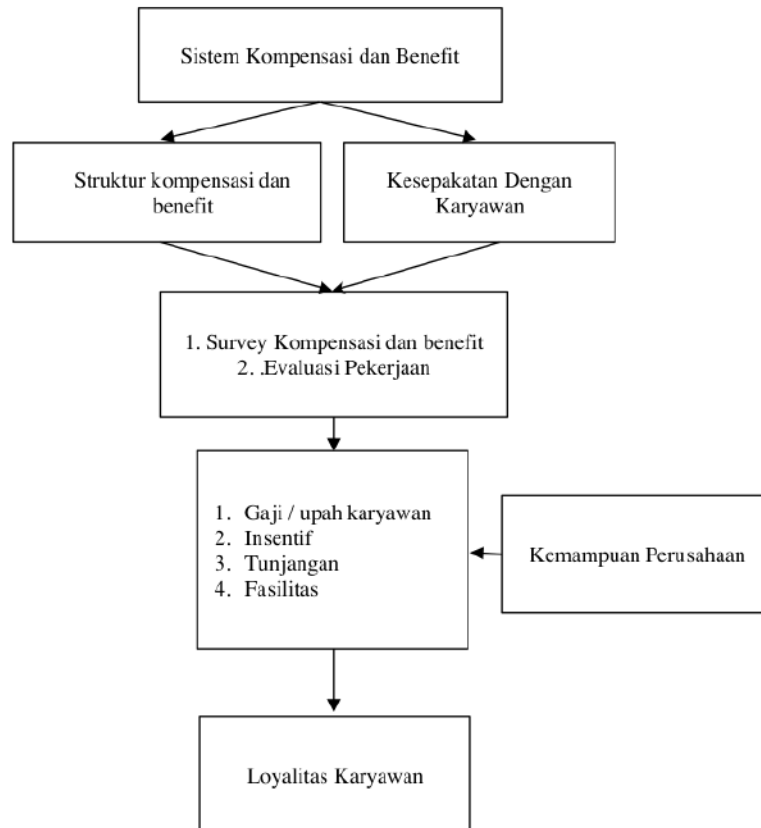 Sistem Kompensasi dan Benefit
Struktur kompensasi dan
benefit
Kesepakatan Dengan
Karyawan
1. Survey Kompensasi dan benefit
2. .Evaluasi Pekerjaan
1. Gaji / upah karyawan
2. Insentif
3. Tunjangan
4. Fasilitas
Kemampuan Perusahaan
Loyalitas Karyawan